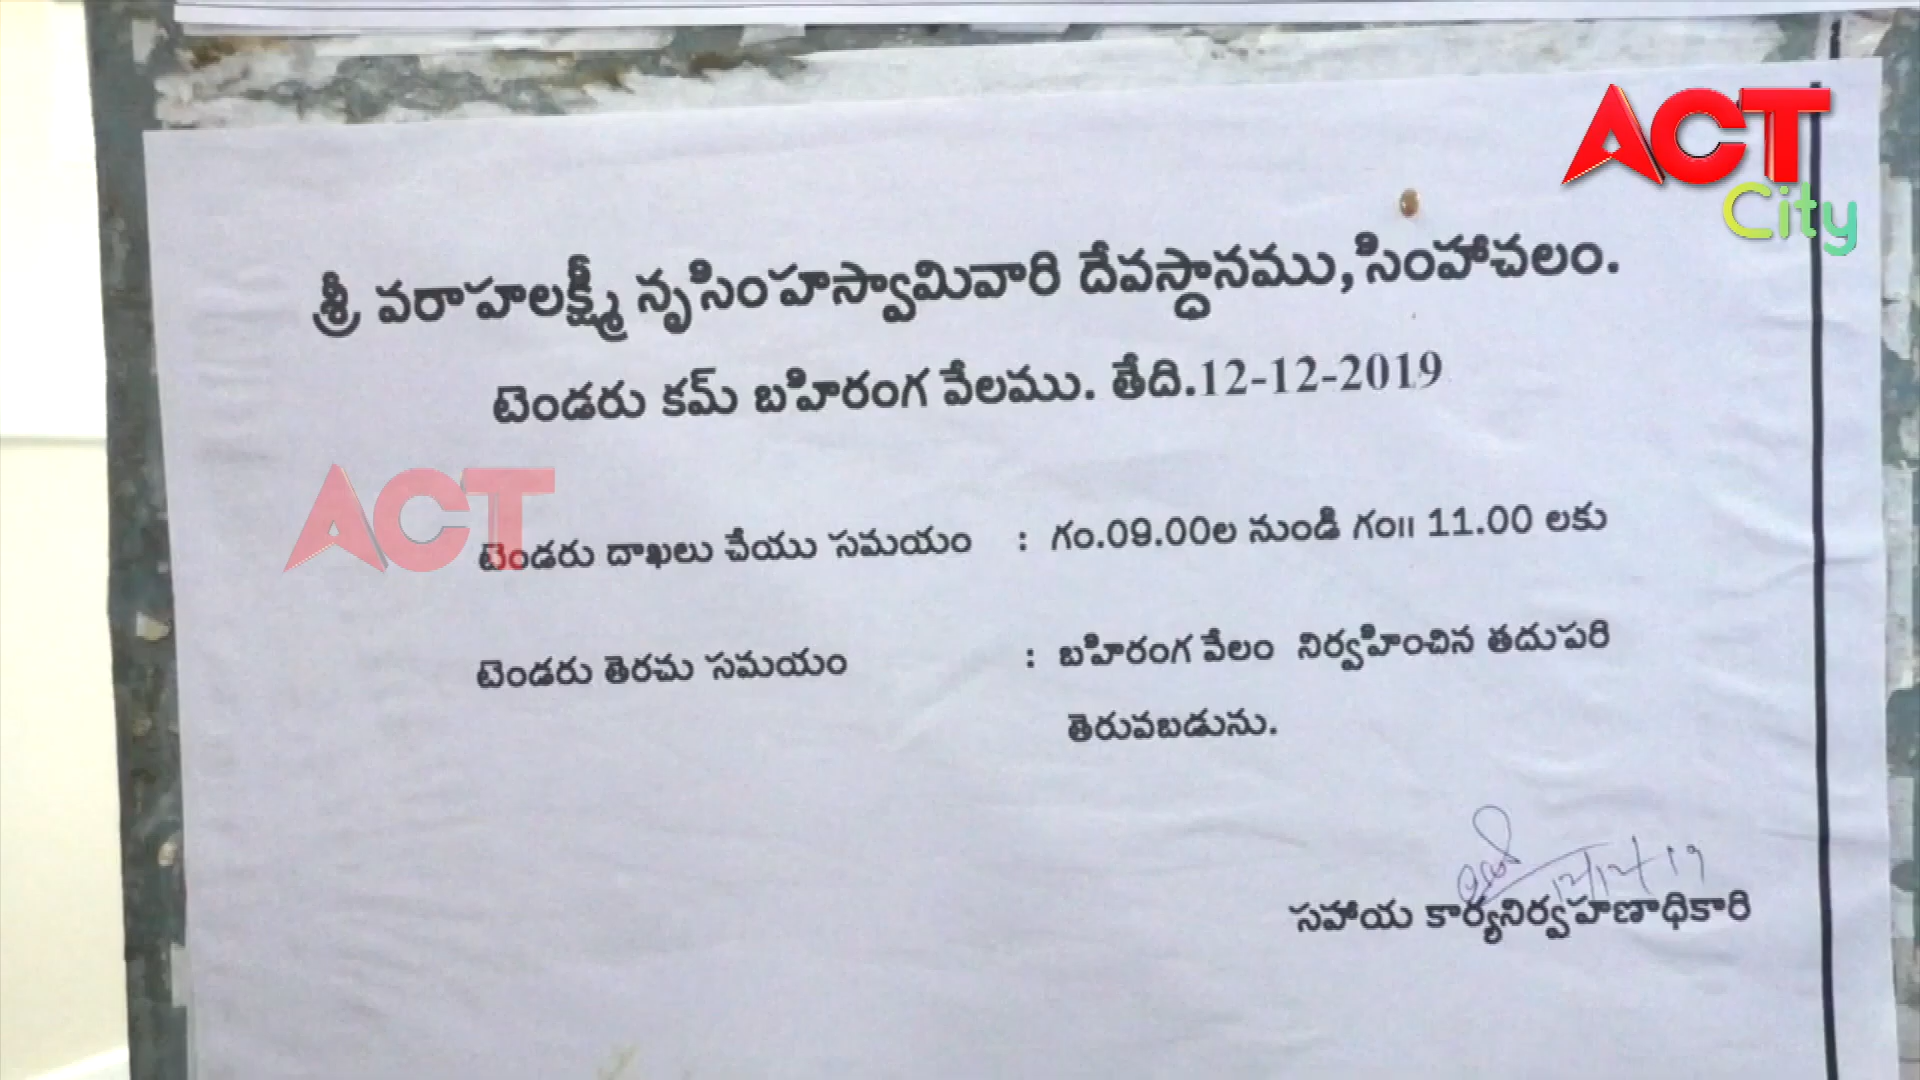 ACT
City
శ్రీ వరాహలక్ష్మీ నృసింహస్వామివారి దేవస్ధానము,సింహాచలం.
టెండరు కమ్ బహిరంగ వేలము. తేది.12-12-2019
ACT
టెండరు దాఖలు చేయు సమయం : గం.09.00ల నుండి గం॥ 11.00 లకు
టెండరు తెరచు సమయం : బహిరంగ వేలం నిర్వహించిన తదుపరి
తెరువబడును.
12/12/19
సహాయ కార్యనిర్వహణాధికారి